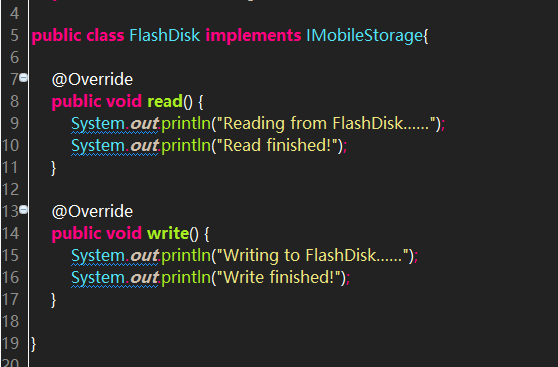 4
5 public class FlashDisk implements IMobileStorage{
6
7 @Override
8 public void read() {
9 System.out.println("Reading from FlashDisk......");
10 System.out.println("Read finished!");
11 }
12
13 @Override
14 public void write() {
15 System.out.println("Writing to FlashDisk......");
16 System.out.println("Write finished!");
17 }
18
19 }
20